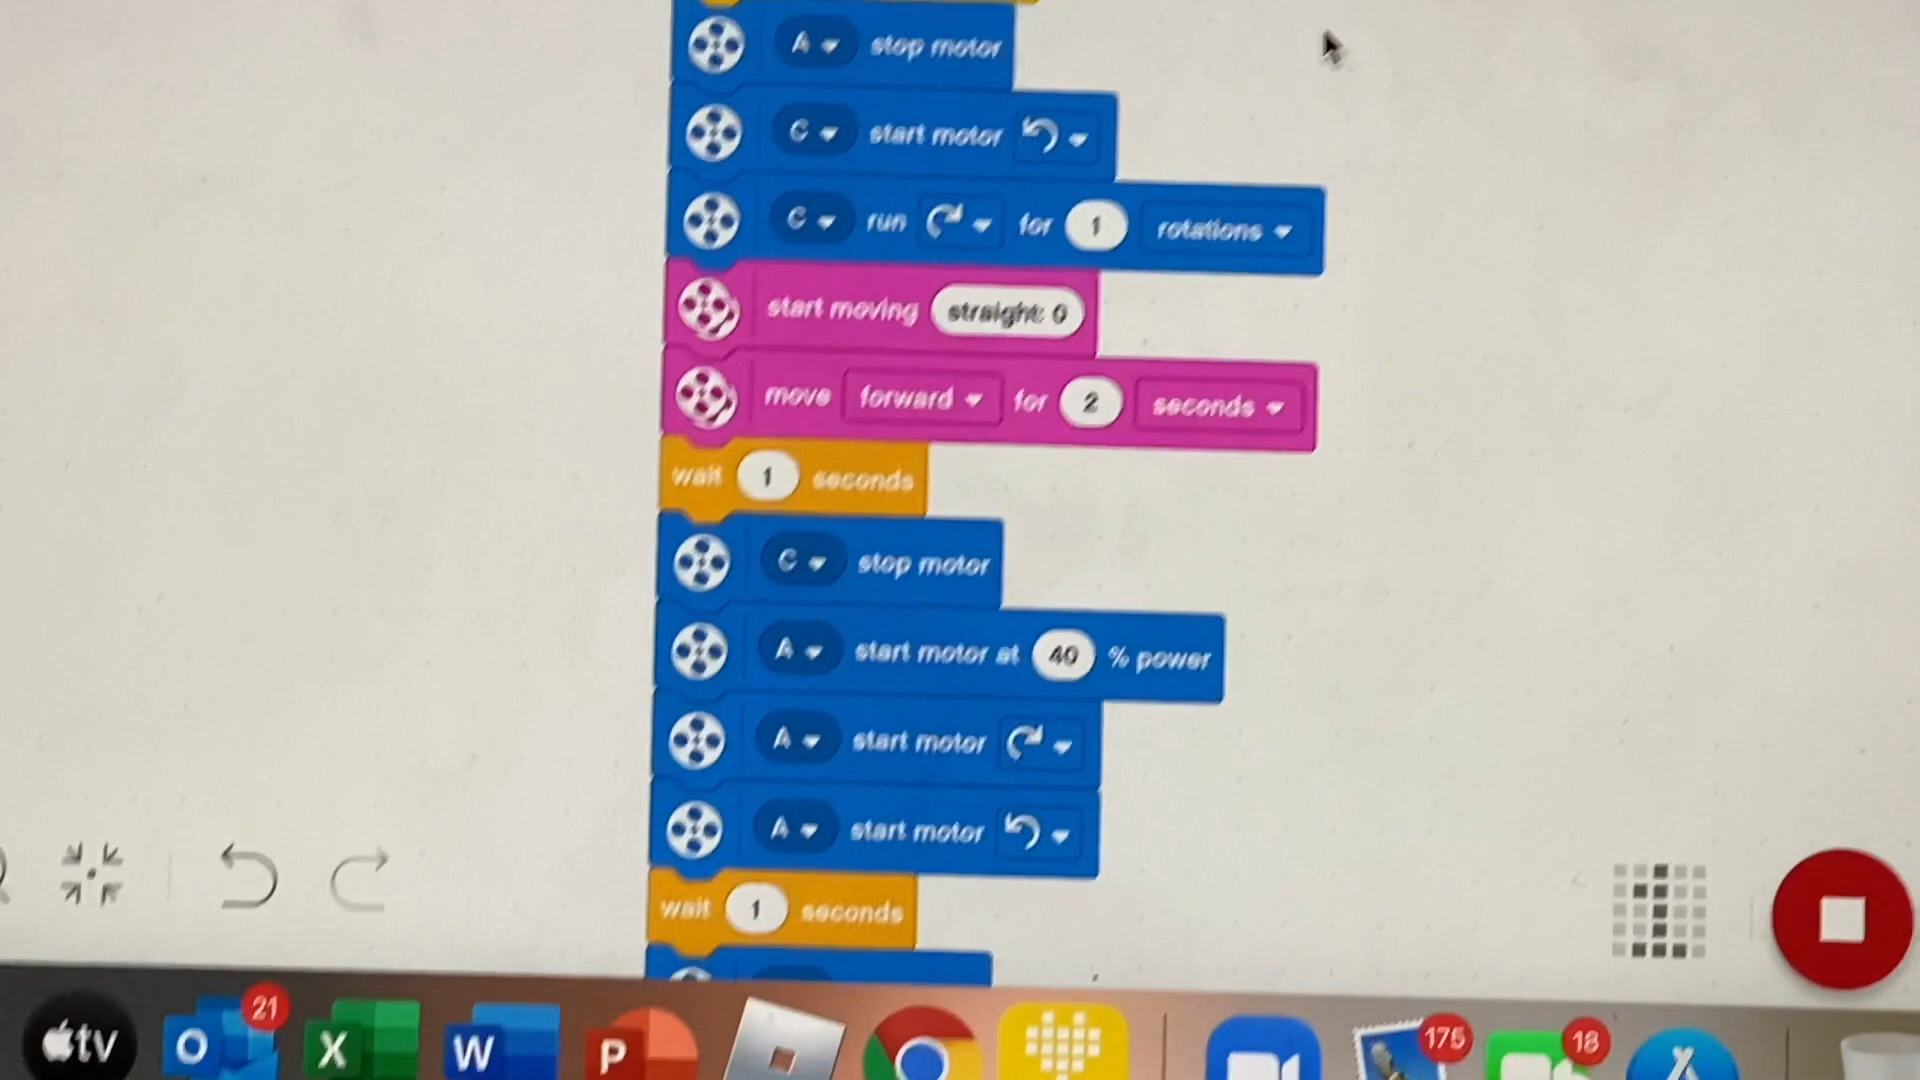 A stop motor
C start motor
C run for 1 rotations
start moving straight: 0
move forward for 2 seconds
wait 1 seconds
C stop motor
A start motor at 40 % power
A start motor
A start motor
wait 1 seconds
tv
O 21
X
W
P
175
18